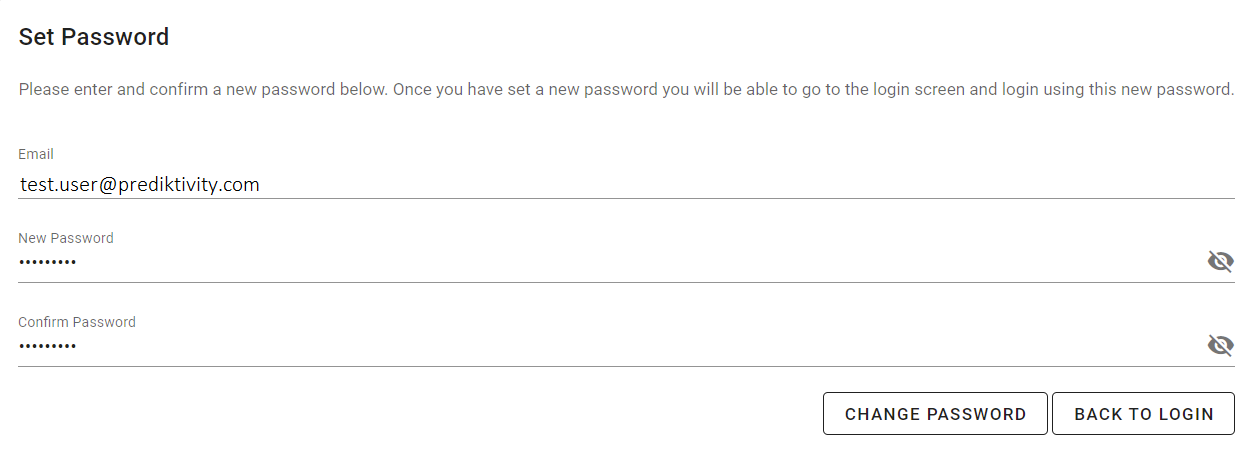 Set Password
Please enter and confirm a new password below. Once you have set a new password you will be able to go to the login screen and login using this new password.
Email
test.user@prediktivity.com
New Password
•••••••••
Confirm Password
•••••••••
CHANGE PASSWORD BACK TO LOGIN